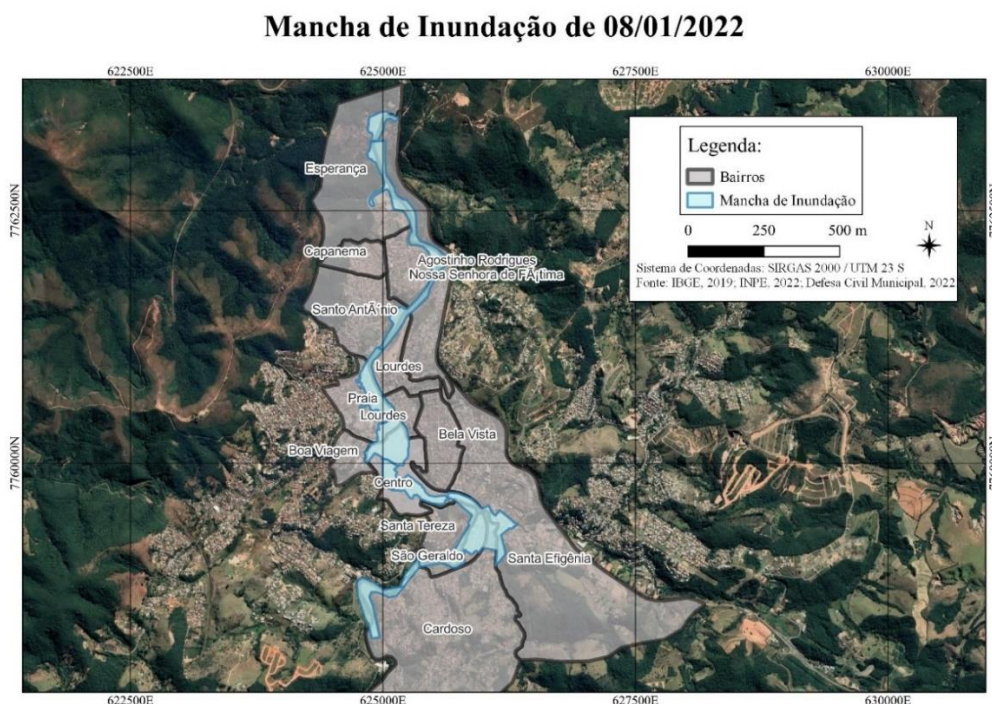 Mancha de Inundação de 08/01/2022
622500E 625000E 627500E 630000E
7762500N
7762500N
7760000N
7760000N
Legenda:
Bairros
Mancha de Inundação
0 250 500 m
N
Sistema de Coordenadas: SIRGAS 2000 / UTM 23 S
Fonte: IBGE, 2019; INPE, 2022; Defesa Civil Municipal, 2022
Esperança
Capanema
Agostinho Rodrigues
Nossa Senhora de FÃ¡tima
Santo AntÃ´nio
Lourdes
Praia
Lourdes
Bela Vista
Boa Viagem
Centro
Santa Tereza
São Geraldo
Santa Efigênia
Cardoso
622500E 625000E 627500E 630000E